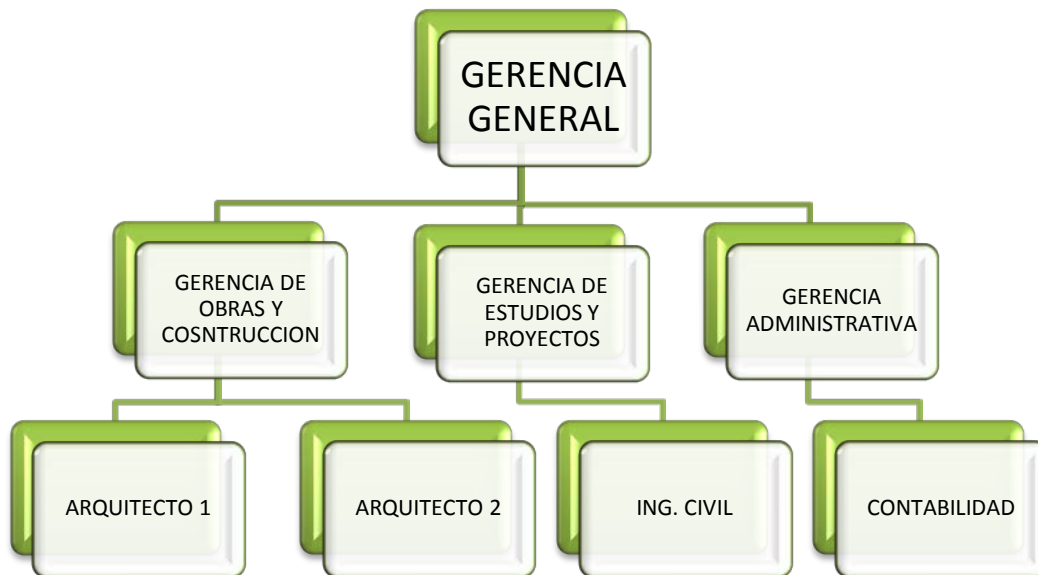 GERENCIA
GENERAL
GERENCIA DE
OBRAS Y
COSNTRUCCION
GERENCIA DE
ESTUDIOS Y
PROYECTOS
GERENCIA
ADMINISTRATIVA
ARQUITECTO 1
ARQUITECTO 2
ING. CIVIL
CONTABILIDAD